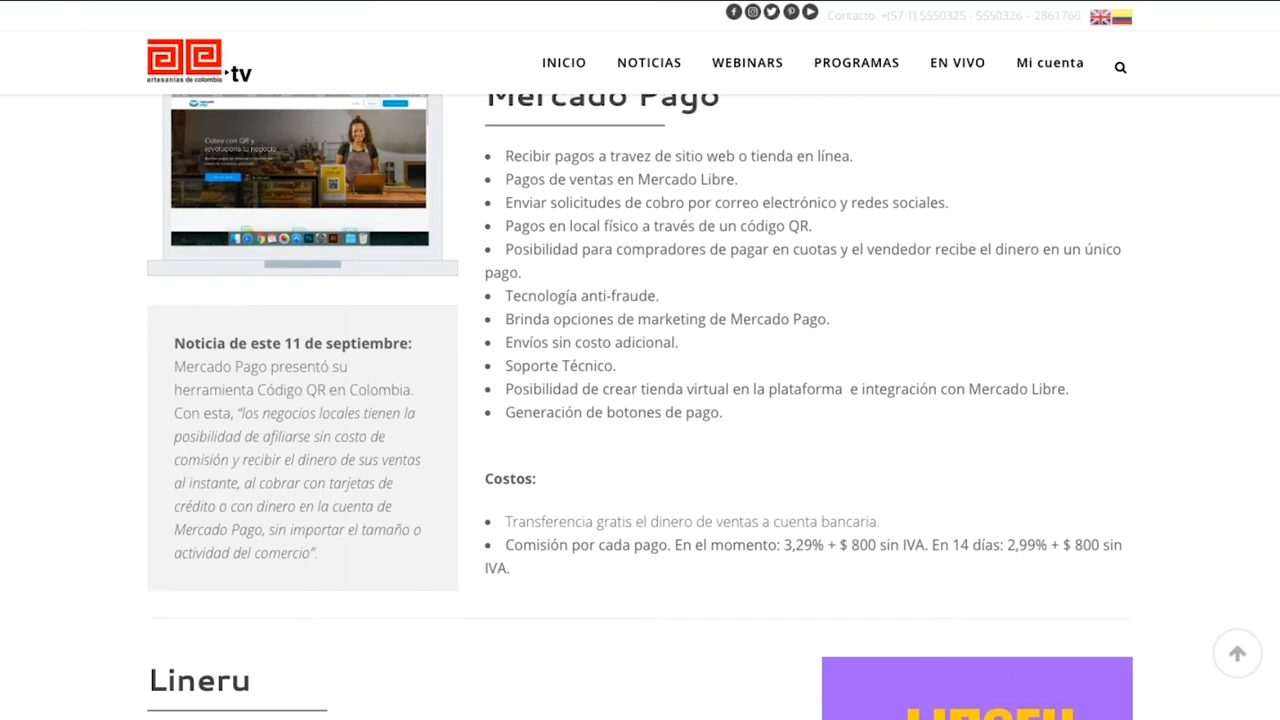 Contacto: +(57 1) 5550325 - 5550326 – 2861766
artesanías de colombia
tv
INICIO
NOTICIAS
WEBINARS
PROGRAMAS
EN VIVO
Mi cuenta
Mercado Pago
Cobra con QR y
revoluciona tu negocio
Recibir pagos a travez de sitio web o tienda en línea.
Pagos de ventas en Mercado Libre.
Enviar solicitudes de cobro por correo electrónico y redes sociales.
Pagos en local físico a través de un código QR.
Posibilidad para compradores de pagar en cuotas y el vendedor recibe el dinero en un único
pago.
Tecnología anti-fraude.
Brinda opciones de marketing de Mercado Pago.
Envíos sin costo adicional.
Soporte Técnico.
Posibilidad de crear tienda virtual en la plataforma e integración con Mercado Libre.
Generación de botones de pago.
Noticia de este 11 de septiembre:
Mercado Pago presentó su
herramienta Código QR en Colombia.
Con esta, “los negocios locales tienen la
posibilidad de afiliarse sin costo de
comisión y recibir el dinero de sus ventas
al instante, al cobrar con tarjetas de
crédito o con dinero en la cuenta de
Mercado Pago, sin importar el tamaño o
actividad del comercio”.
Costos:
Transferencia gratis el dinero de ventas a cuenta bancaria.
Comisión por cada pago. En el momento: 3,29% + $ 800 sin IVA. En 14 días: 2,99% + $ 800 sin
IVA.
Lineru